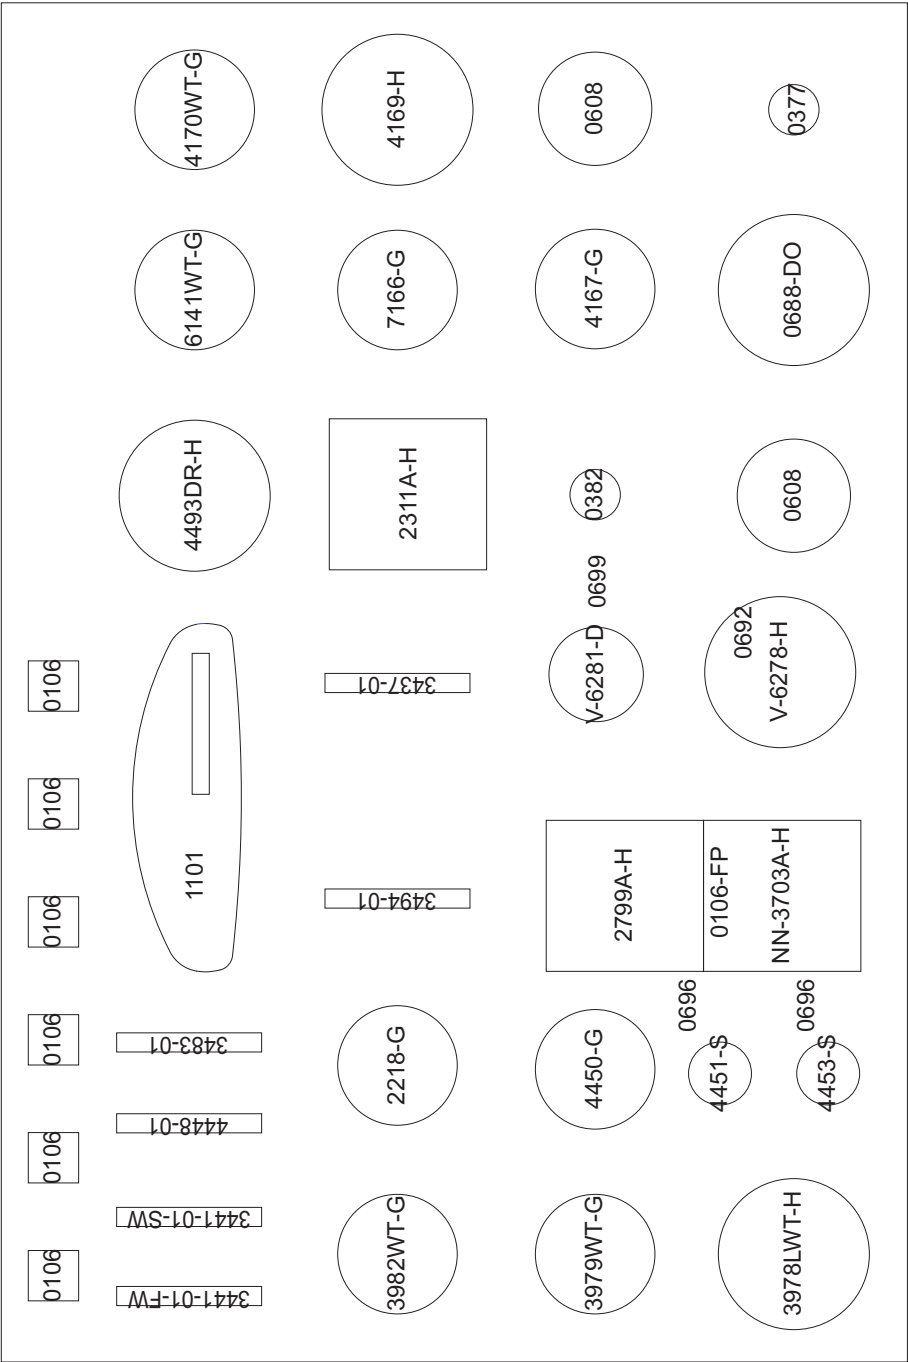 4170WT-G
4169-H
0608
0377
6141WT-G
7166-G
4167-G
0688-DO
4493DR-H
2311A-H
0382
0608
0699
0692
0106
3437-01
V-6281-D
V-6278-H
0106
1101
0106
3494-01
2799A-H
0106-FP
NN-3703A-H
0696
0696
0106
3483-01
2218-G
4450-G
4451-S
4453-S
4448-01
0106
3441-01-SW
3982WT-G
3979WT-G
3978LWT-H
0106
3441-01-FW